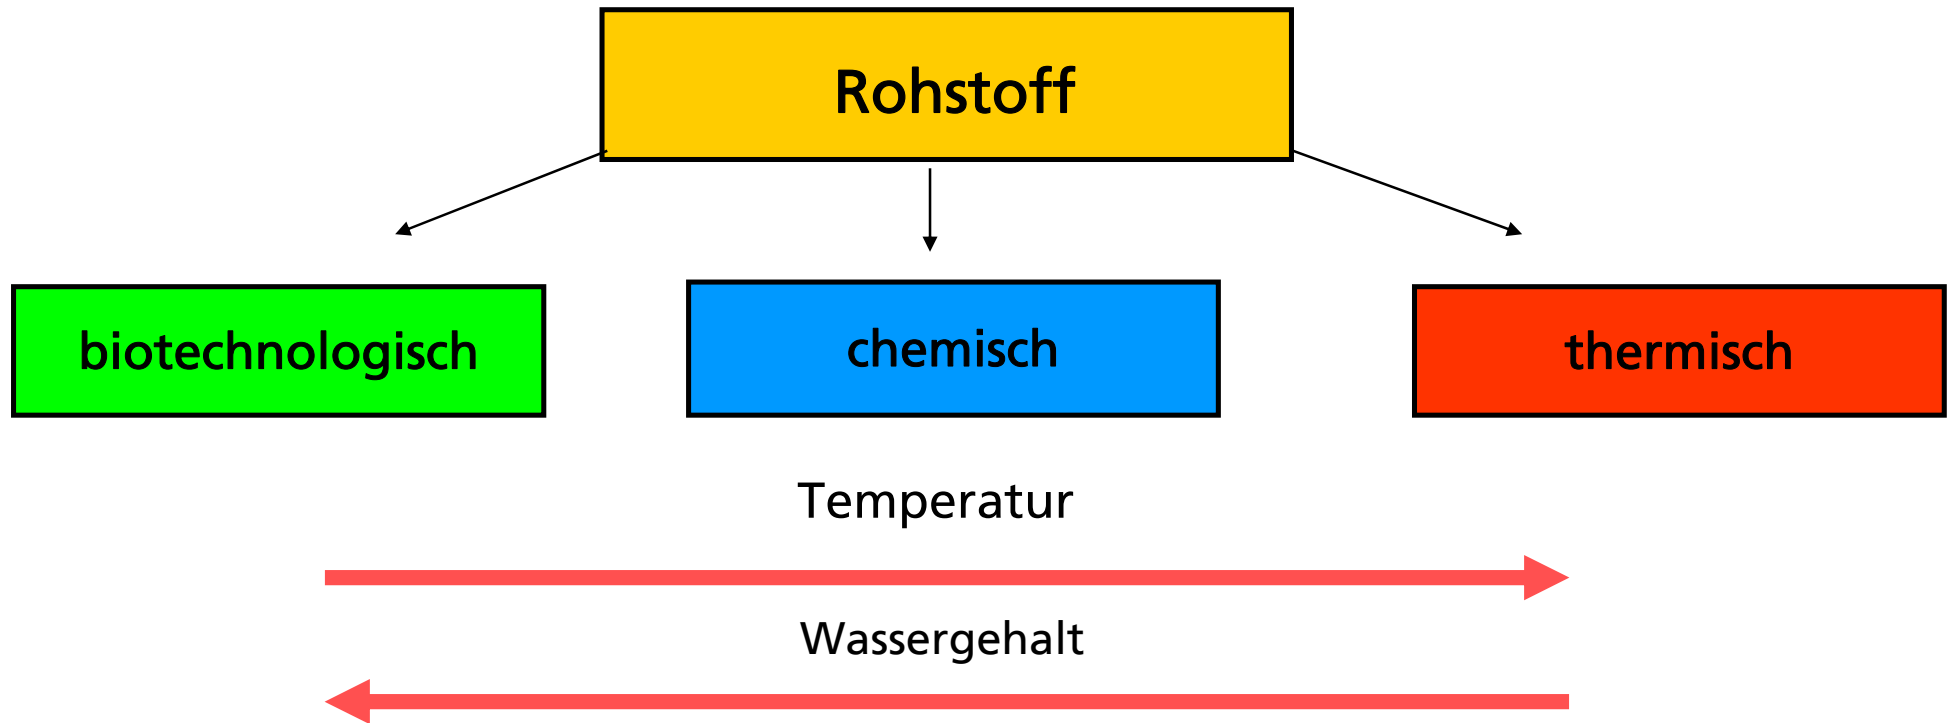 Rohstoff
biotechnologisch
chemisch
thermisch
Temperatur
Wassergehalt